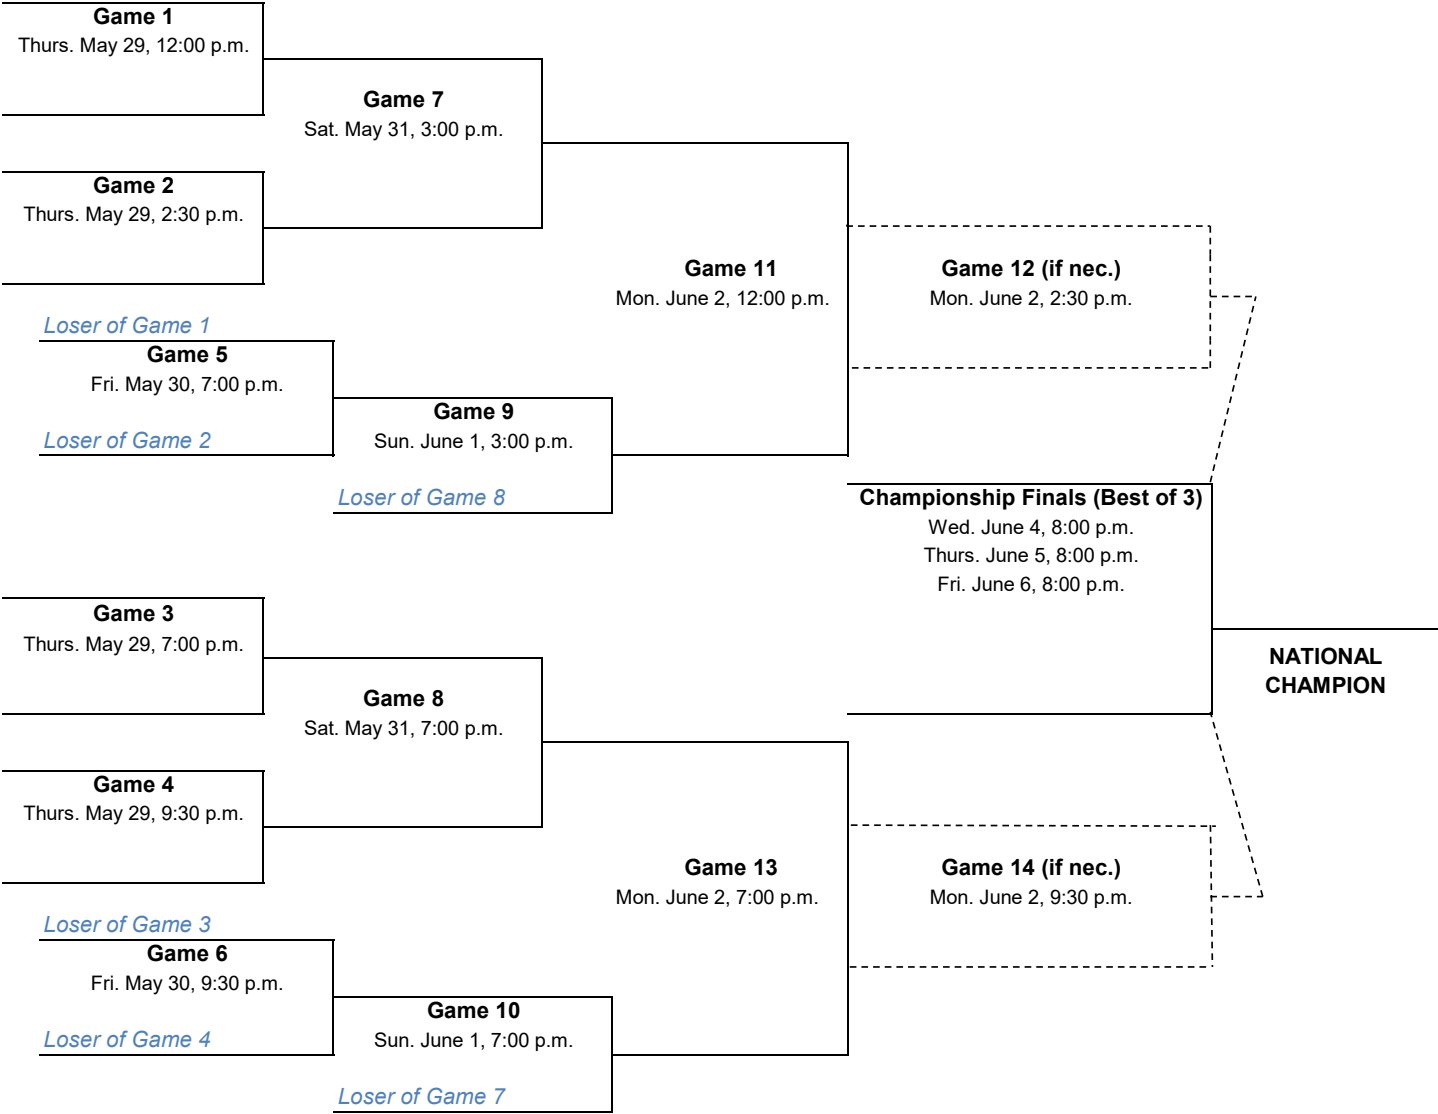 Game 1
Thurs. May 29, 12:00 p.m.
Game 7
Sat. May 31, 3:00 p.m.
Game 2
Thurs. May 29, 2:30 p.m.
Game 11
Mon. June 2, 12:00 p.m.
Game 12 (if nec.)
Mon. June 2, 2:30 p.m.
Loser of Game 1
Game 5
Fri. May 30, 7:00 p.m.
Loser of Game 2
Game 9
Sun. June 1, 3:00 p.m.
Loser of Game 8
Championship Finals (Best of 3)
Wed. June 4, 8:00 p.m.
Thurs. June 5, 8:00 p.m.
Fri. June 6, 8:00 p.m.
Game 3
Thurs. May 29, 7:00 p.m.
NATIONAL
CHAMPION
Game 8
Sat. May 31, 7:00 p.m.
Game 4
Thurs. May 29, 9:30 p.m.
Game 13
Mon. June 2, 7:00 p.m.
Game 14 (if nec.)
Mon. June 2, 9:30 p.m.
Loser of Game 3
Game 6
Fri. May 30, 9:30 p.m.
Loser of Game 4
Game 10
Sun. June 1, 7:00 p.m.
Loser of Game 7